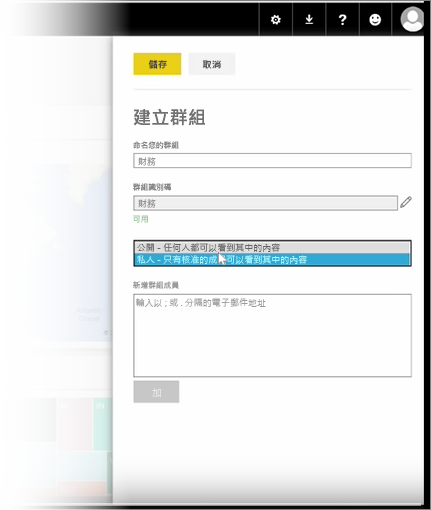 儲存
取消
建立群組
命名您的群組
財務
群組識別碼
財務
可用
公開 - 任何人都可以看到其中的內容
私人 - 只有核准的成員可以看到其中的內容
新增群組成員
輸入以 ; 或 , 分隔的電子郵件地址
加